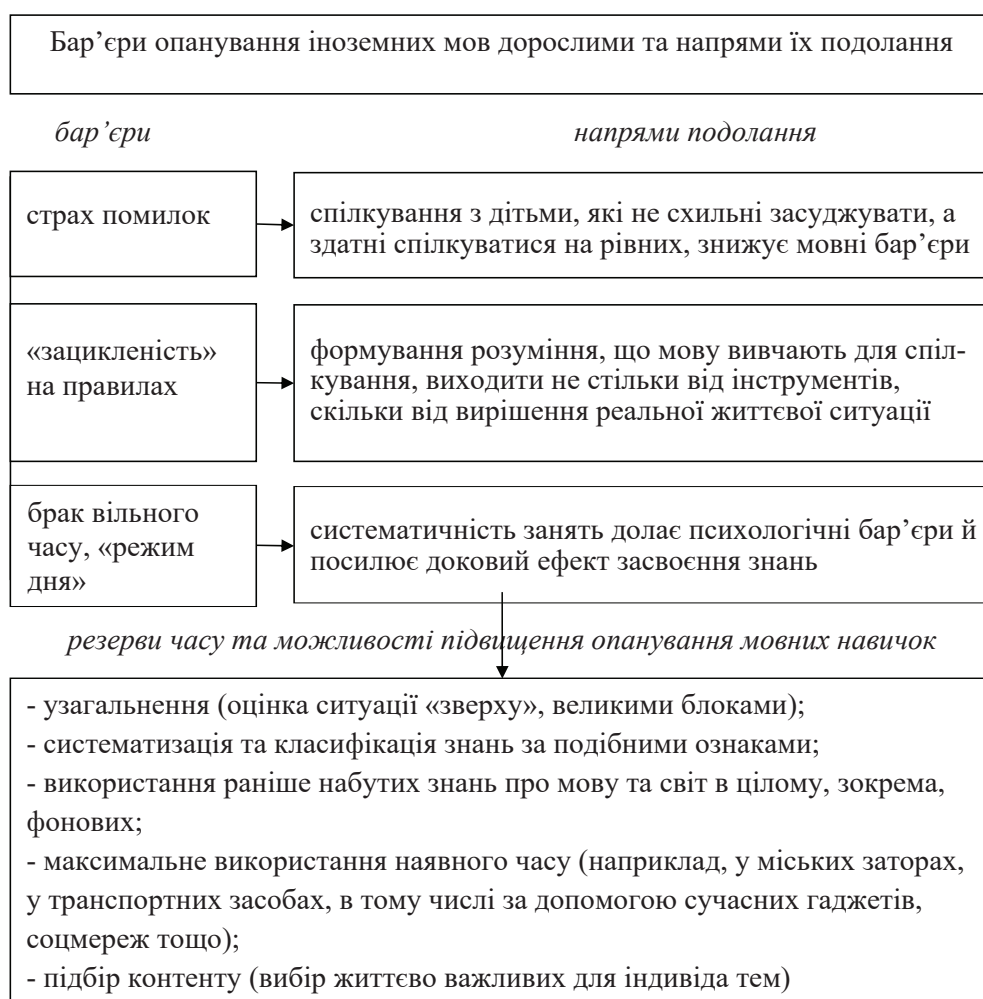 Бар’єри опанування іноземних мов дорослими та напрями їх подолання
бар’єри
напрями подолання
страх помилок
спілкування з дітьми, які не схильні засуджувати, а
здатні спілкуватися на рівних, знижує мовні бар’єри
«зацикленість»
на правилах
формування розуміння, що мову вивчають для спіл-
кування, виходити не стільки від інструментів,
скільки від вирішення реальної життєвої ситуації
брак вільного
часу, «режим
дня»
систематичність занять долає психологічні бар’єри й
посилює доковий ефект засвоєння знань
резерви часу та можливості підвищення опанування мовних навичок
- узагальнення (оцінка ситуації «зверху», великими блоками);
- систематизація та класифікація знань за подібними ознаками;
- використання раніше набутих знань про мову та світ в цілому, зокрема,
фонових;
- максимальне використання наявного часу (наприклад, у міських заторах,
у транспортних засобах, в тому числі за допомогою сучасних гаджетів,
соцмереж тощо);
- підбір контенту (вибір життєво важливих для індивіда тем)